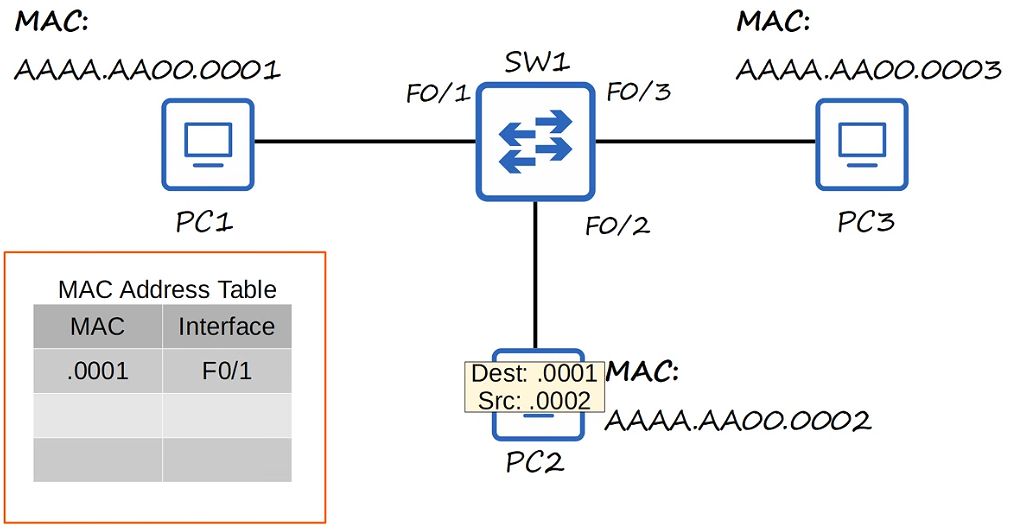 MAC:
AAAA.AA00.0001
MAC:
AAAA.AA00.0003
SW1
F0/1
F0/3
F0/2
PC1
PC3
MAC Address Table
MAC Interface
.0001 F0/1
Dest: .0001
Src: .0002
MAC:
AAAA.AA00.0002
PC2